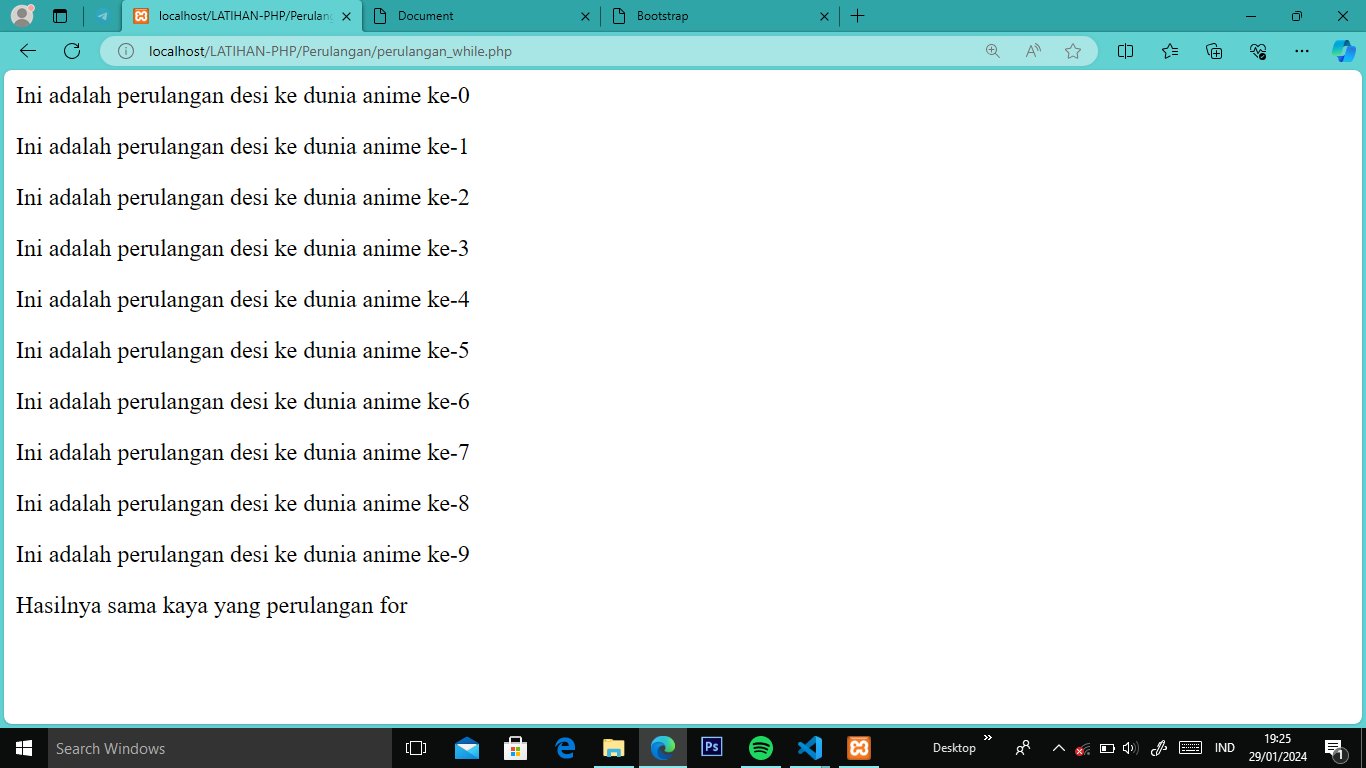 localhost/LATIHAN-PHP/Perulang
Document
Bootstrap
localhost/LATIHAN-PHP/Perulangan/perulangan_while.php
Ini adalah perulangan desi ke dunia anime ke-0
Ini adalah perulangan desi ke dunia anime ke-1
Ini adalah perulangan desi ke dunia anime ke-2
Ini adalah perulangan desi ke dunia anime ke-3
Ini adalah perulangan desi ke dunia anime ke-4
Ini adalah perulangan desi ke dunia anime ke-5
Ini adalah perulangan desi ke dunia anime ke-6
Ini adalah perulangan desi ke dunia anime ke-7
Ini adalah perulangan desi ke dunia anime ke-8
Ini adalah perulangan desi ke dunia anime ke-9
Hasilnya sama kaya yang perulangan for
Search Windows
Ps
Desktop
IND
19:25
29/01/2024
1